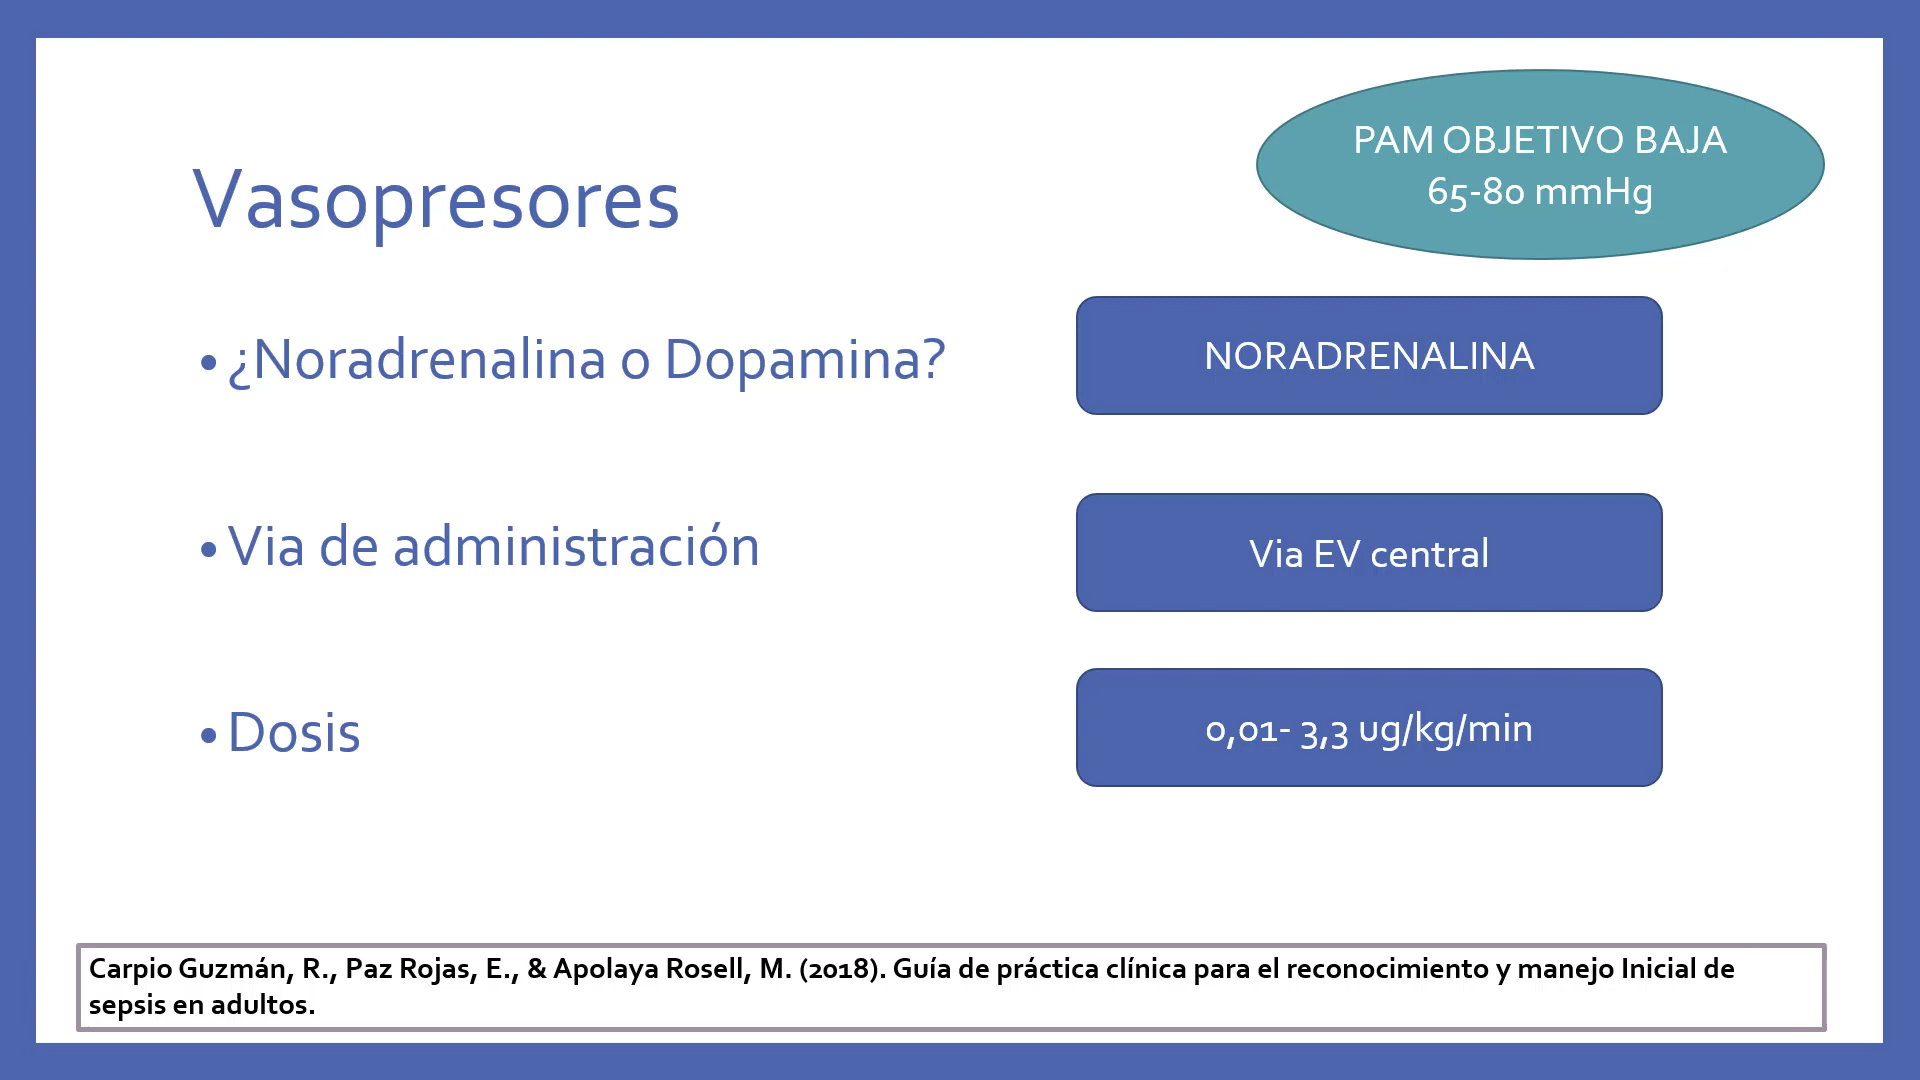 PAM OBJETIVO BAJA
65-80 mmHg
Vasopresores
• ¿Noradrenalina o Dopamina?
NORADRENALINA
• Via de administración
Via EV central
• Dosis
0,01- 3,3 ug/kg/min
Carpio Guzmán, R., Paz Rojas, E., & Apolaya Rosell, M. (2018). Guía de práctica clínica para el reconocimiento y manejo Inicial de
sepsis en adultos.